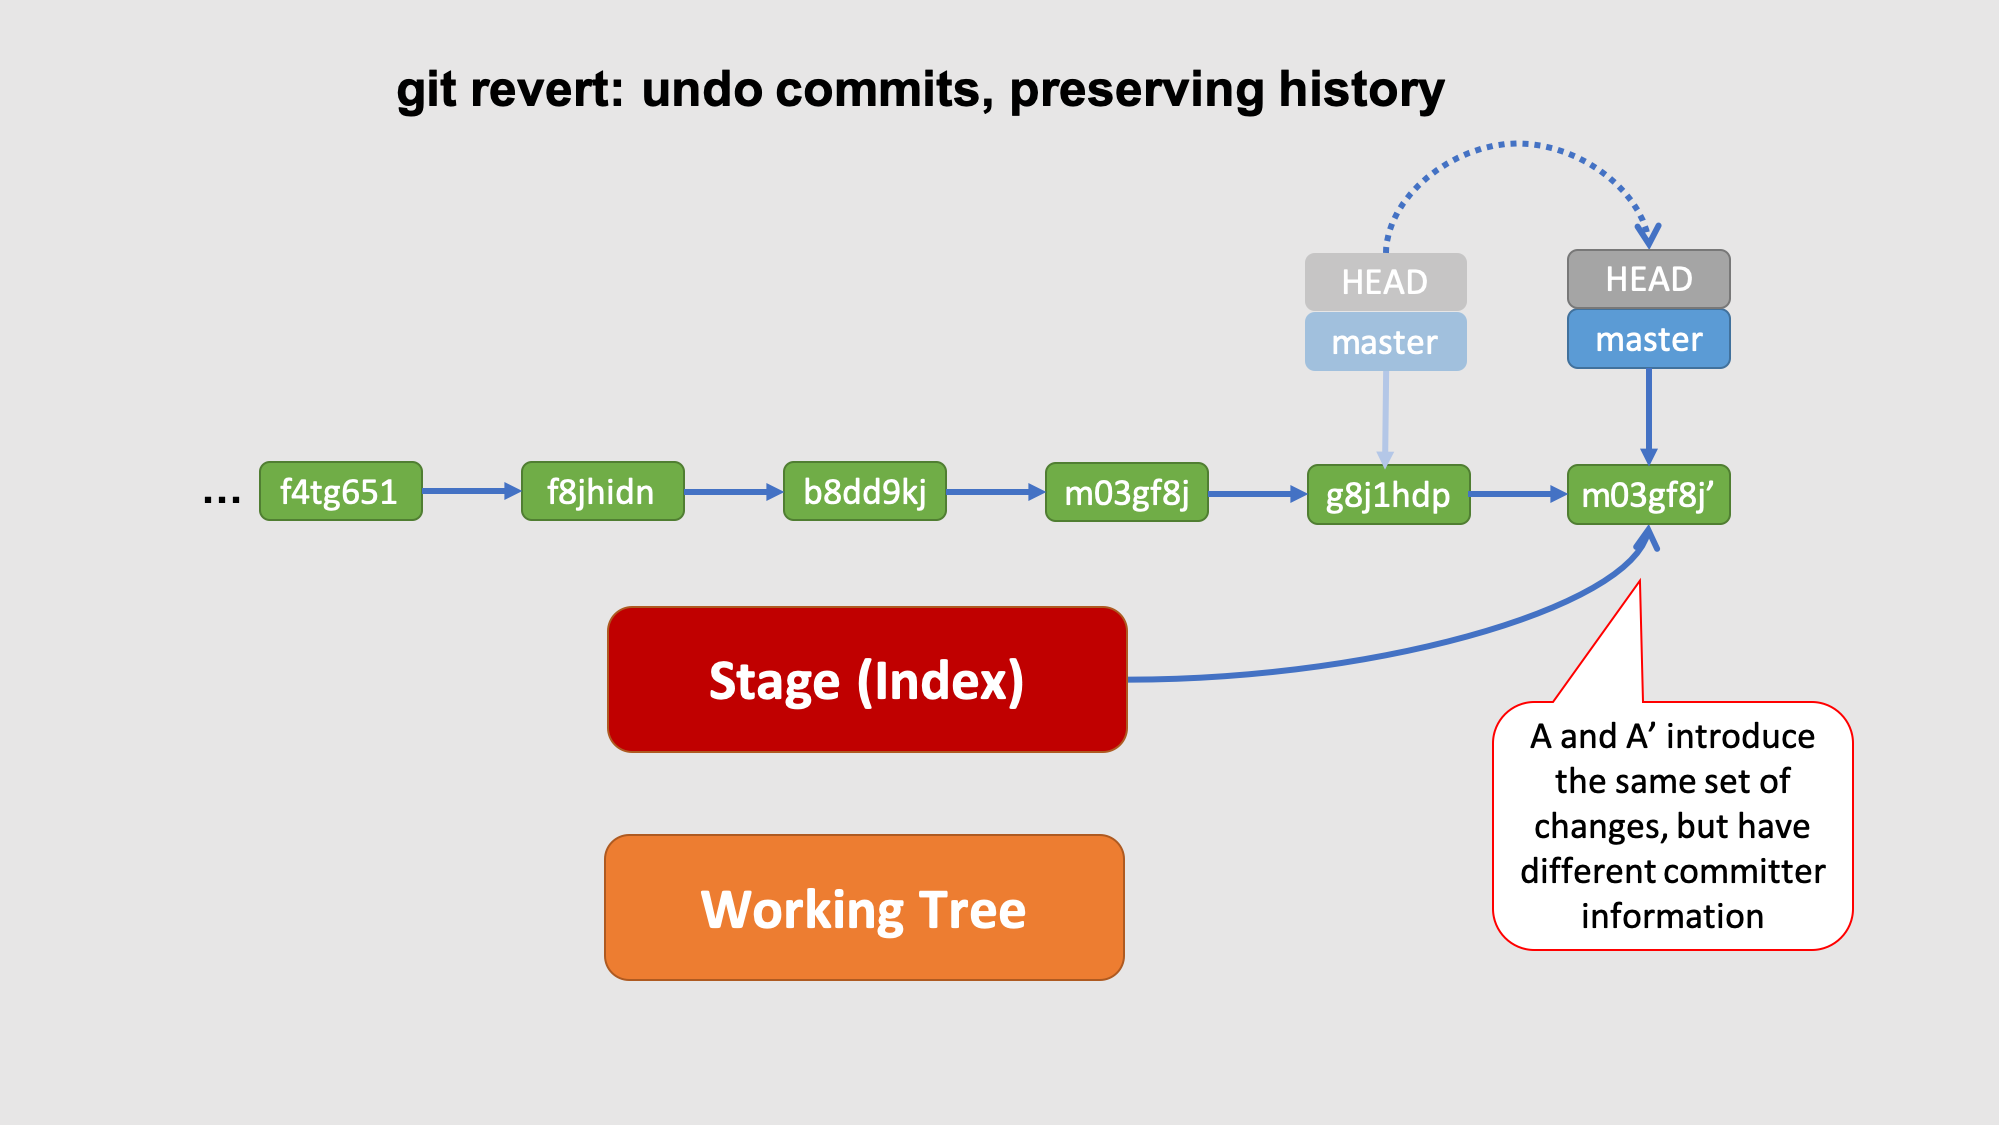 git revert: undo commits, preserving history
HEAD
HEAD
master
master
... f4tg651 f8jhidn b8dd9kj m03gf8j g8j1hdp m03gf8j’
Stage (Index)
A and A’ introduce
the same set of
changes, but have
different committer
information
Working Tree